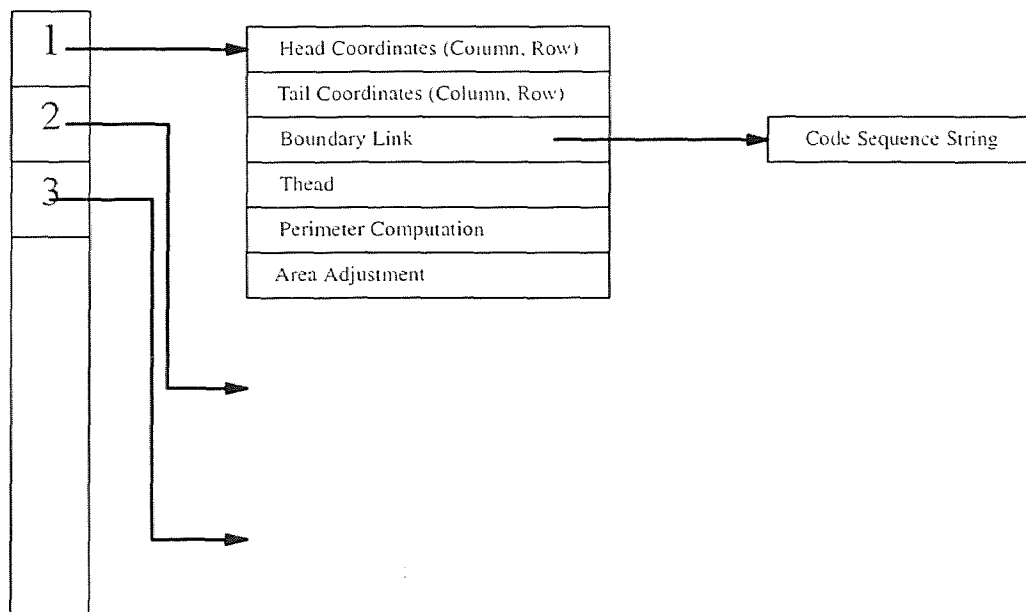 1
Head Coordinates (Column, Row)
Tail Coordinates (Column, Row)
2
Boundary Link
Code Sequence String
Thead
3
Perimeter Computation
Area Adjustment